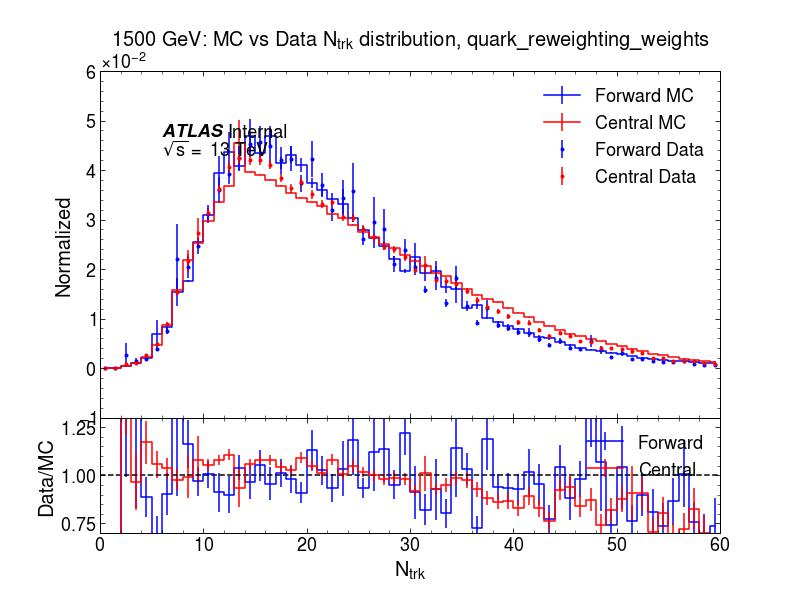 1500 GeV: MC vs Data N_trk distribution, quark_reweighting_weights
×10⁻²
6
5
4
3
2
1
0
−1
Normalized
ATLAS Internal
√s = 13 TeV
Forward MC
Central MC
Forward Data
Central Data
1.25
1.00
0.75
Data/MC
Forward
Central
0 10 20 30 40 50 60
N_trk